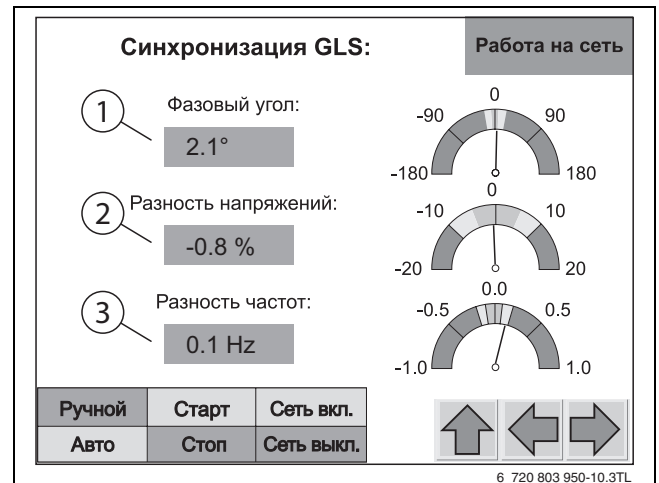 Синхронизация GLS:
Работа на сеть
1
Фазовый угол:
2.1°
0
-90
90
-180
180
2
Разность напряжений:
-0.8 %
0
-10
10
-20
20
3
Разность частот:
0.1 Hz
0.0
-0.5
0.5
-1.0
1.0
Ручной
Старт
Сеть вкл.
Авто
Стоп
Сеть выкл.
6 720 803 950-10.3TL